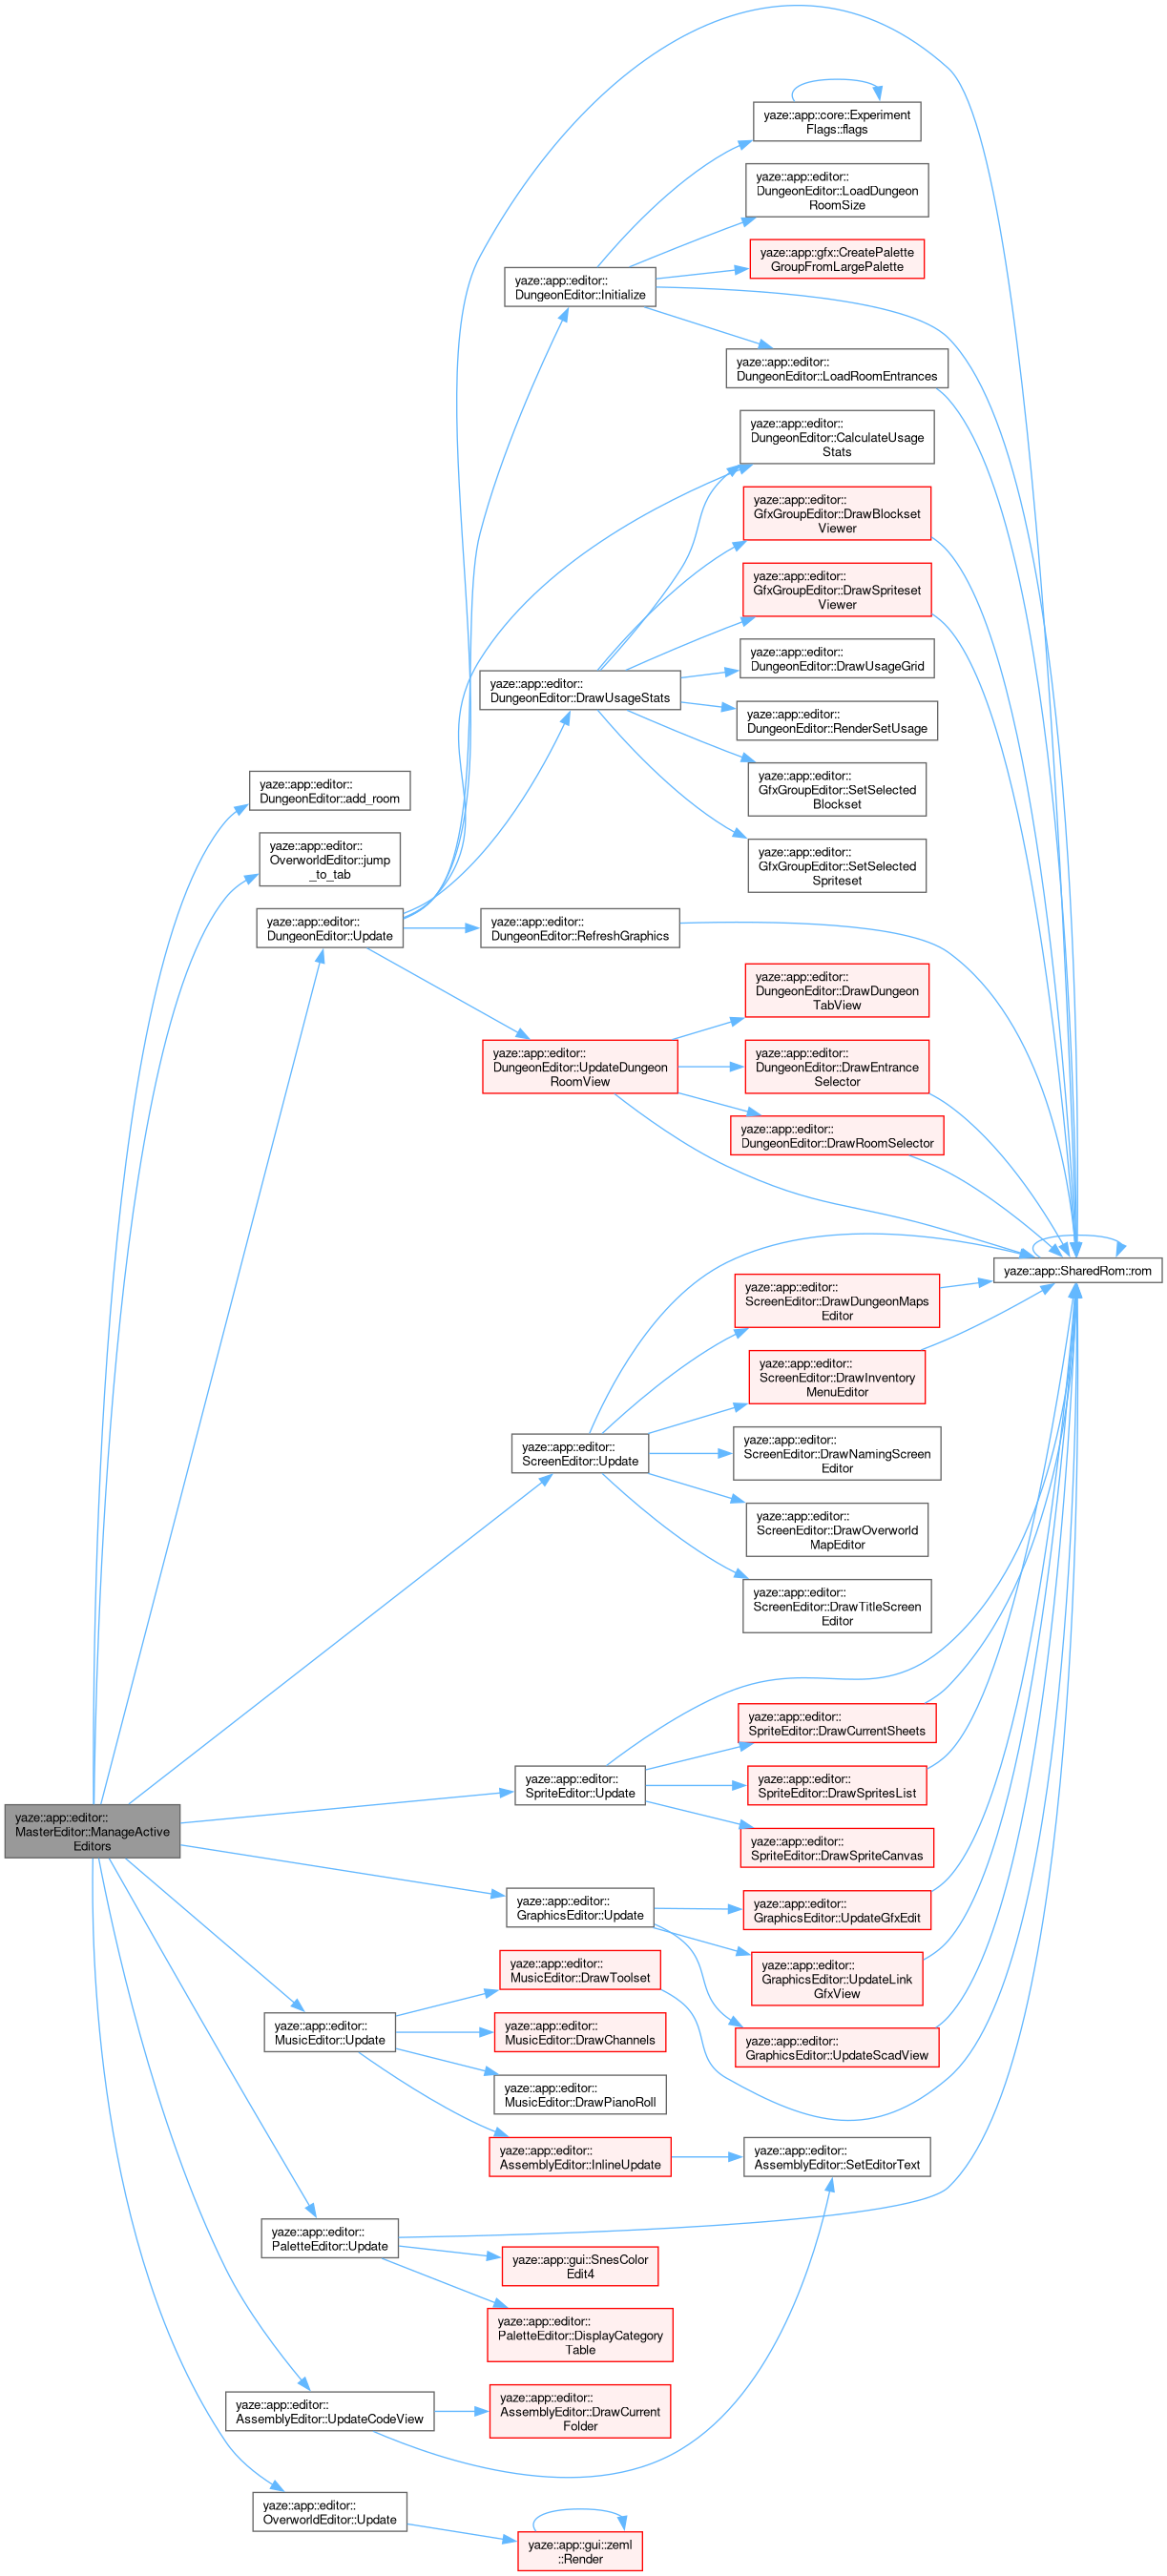 yaze::app::core::Experiment
Flags::flags
yaze::app::editor::
DungeonEditor::LoadDungeon
RoomSize
yaze::app::gfx::CreatePalette
GroupFromLargePalette
yaze::app::editor::
DungeonEditor::Initialize
yaze::app::editor::
DungeonEditor::LoadRoomEntrances
yaze::app::editor::
DungeonEditor::CalculateUsage
Stats
yaze::app::editor::
GfxGroupEditor::DrawBlockset
Viewer
yaze::app::editor::
GfxGroupEditor::DrawSpriteset
Viewer
yaze::app::editor::
DungeonEditor::DrawUsageGrid
yaze::app::editor::
DungeonEditor::DrawUsageStats
yaze::app::editor::
DungeonEditor::RenderSetUsage
yaze::app::editor::
GfxGroupEditor::SetSelected
Blockset
yaze::app::editor::
DungeonEditor::add_room
yaze::app::editor::
GfxGroupEditor::SetSelected
Spriteset
yaze::app::editor::
OverworldEditor::jump
_to_tab
yaze::app::editor::
DungeonEditor::Update
yaze::app::editor::
DungeonEditor::RefreshGraphics
yaze::app::editor::
DungeonEditor::DrawDungeon
TabView
yaze::app::editor::
DungeonEditor::UpdateDungeon
RoomView
yaze::app::editor::
DungeonEditor::DrawEntrance
Selector
yaze::app::editor::
DungeonEditor::DrawRoomSelector
yaze::app::SharedRom::rom
yaze::app::editor::
ScreenEditor::DrawDungeonMaps
Editor
yaze::app::editor::
ScreenEditor::DrawInventory
MenuEditor
yaze::app::editor::
ScreenEditor::Update
yaze::app::editor::
ScreenEditor::DrawNamingScreen
Editor
yaze::app::editor::
ScreenEditor::DrawOverworld
MapEditor
yaze::app::editor::
ScreenEditor::DrawTitleScreen
Editor
yaze::app::editor::
SpriteEditor::DrawCurrentSheets
yaze::app::editor::
SpriteEditor::Update
yaze::app::editor::
SpriteEditor::DrawSpritesList
yaze::app::editor::
MasterEditor::ManageActive
Editors
yaze::app::editor::
SpriteEditor::DrawSpriteCanvas
yaze::app::editor::
GraphicsEditor::Update
yaze::app::editor::
GraphicsEditor::UpdateGfxEdit
yaze::app::editor::
GraphicsEditor::UpdateLink
GfxView
yaze::app::editor::
MusicEditor::DrawToolset
yaze::app::editor::
MusicEditor::Update
yaze::app::editor::
MusicEditor::DrawChannels
yaze::app::editor::
GraphicsEditor::UpdateScadView
yaze::app::editor::
MusicEditor::DrawPianoRoll
yaze::app::editor::
AssemblyEditor::InlineUpdate
yaze::app::editor::
AssemblyEditor::SetEditorText
yaze::app::editor::
PaletteEditor::Update
yaze::app::gui::SnesColor
Edit4
yaze::app::editor::
PaletteEditor::DisplayCategory
Table
yaze::app::editor::
AssemblyEditor::UpdateCodeView
yaze::app::editor::
AssemblyEditor::DrawCurrent
Folder
yaze::app::editor::
OverworldEditor::Update
yaze::app::gui::zeml
::Render